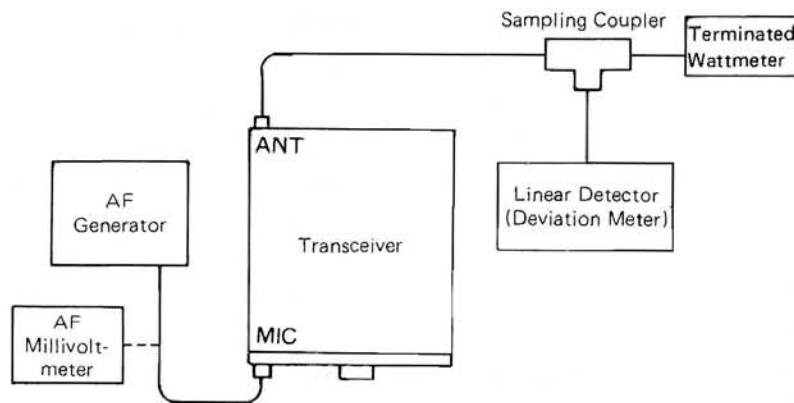 Sampling Coupler
Terminated
Wattmeter
ANT
AF
Generator
Linear Detector
(Deviation Meter)
Transceiver
AF
Millivolt-
meter
MIC